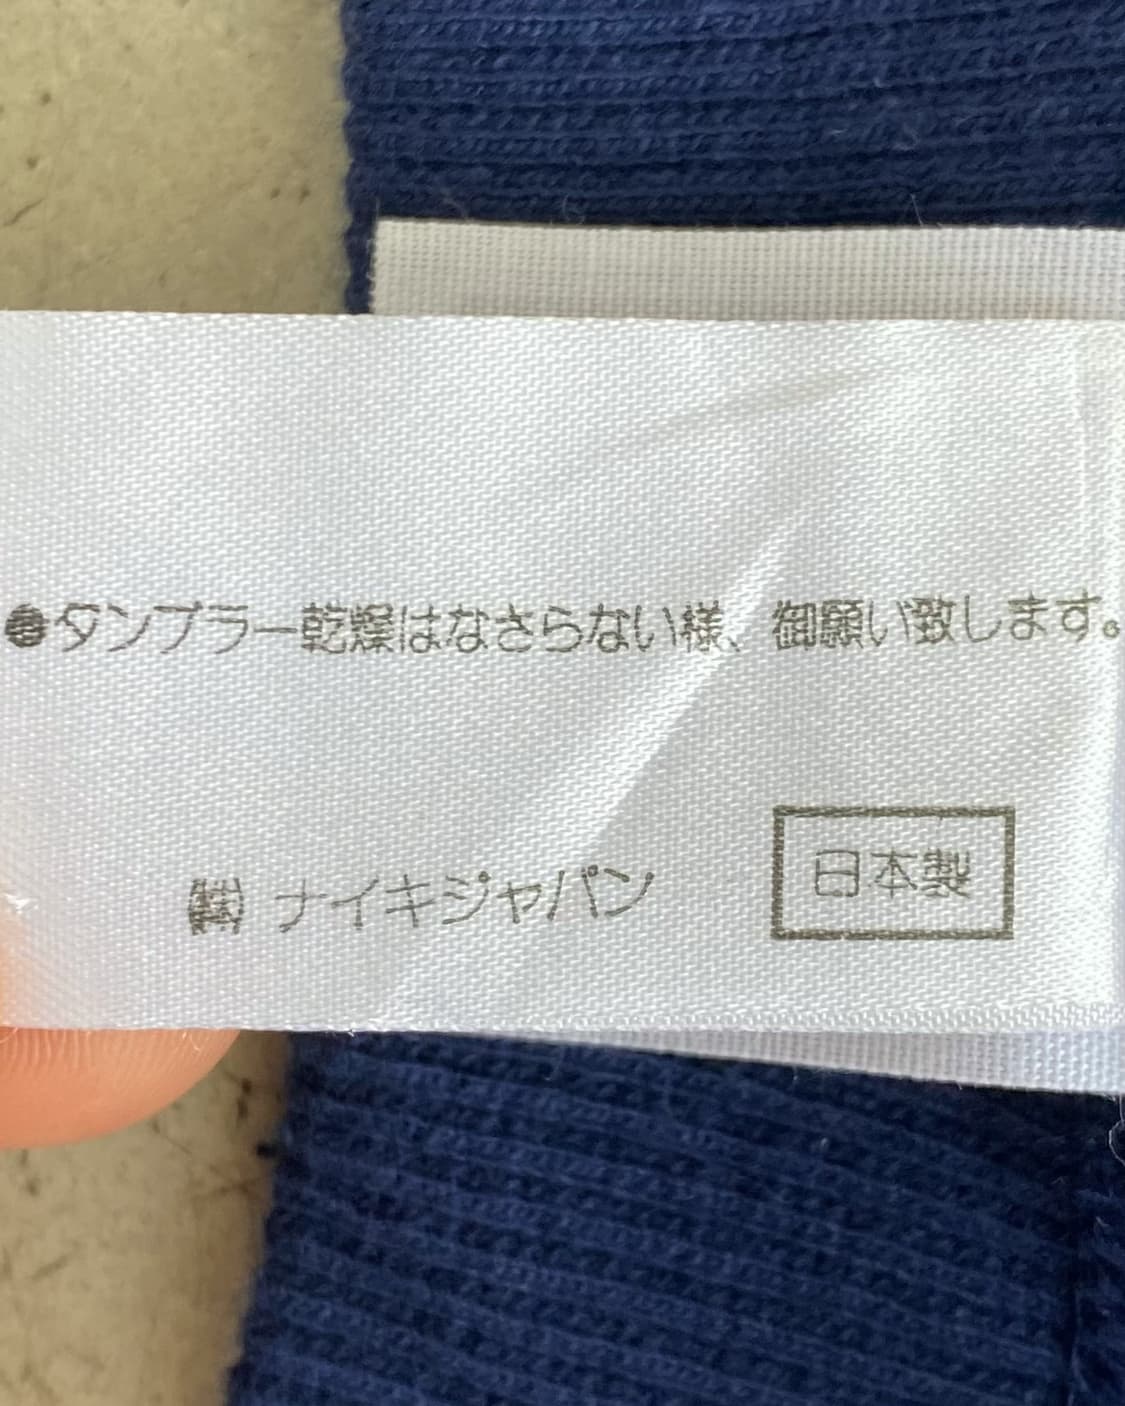 ●タンブラー乾燥はなさらない様、御願い致します。
㈱ ナイキジャパン
日本製